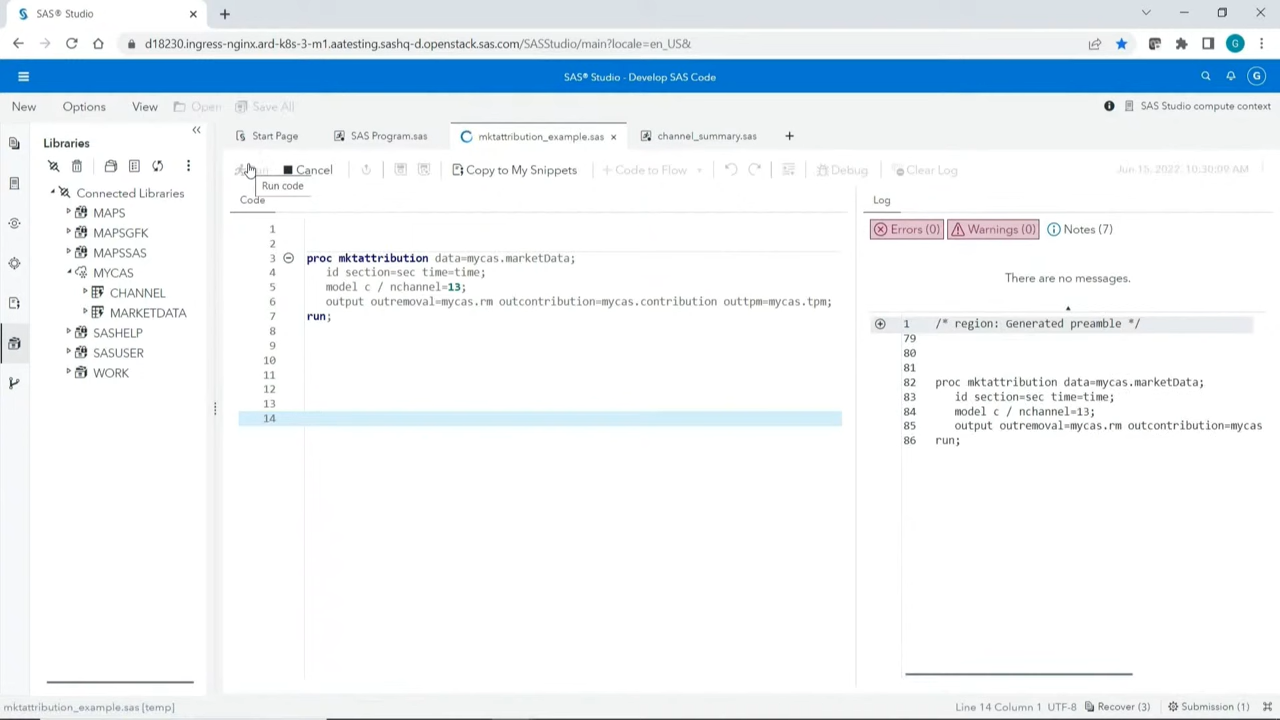 SAS® Studio
d18230.ingress-nginx.ard-k8s-3-m1.aatesting.sashq-d.openstack.sas.com/SASStudio/main?locale=en_US&
G
SAS® Studio - Develop SAS Code
G
New Options View Open Save All
SAS Studio compute context
Libraries
Start Page SAS Program.sas mktattribution_example.sas channel_summary.sas
Cancel Copy to My Snippets Code to Flow Debug Clear Log Jun 15, 2022, 10:30:09 AM
Run code
Connected Libraries
MAPS
MAPSGFK
MAPSSAS
MYCAS
CHANNEL
MARKETDATA
SASHELP
SASUSER
WORK
Code
1
2
3 proc mktattribution data=mycas.marketData;
4 id section=sec time=time;
5 model c / nchannel=13;
6 output outremoval=mycas.rm outcontribution=mycas.contribution outtpm=mycas.tpm;
7 run;
8
9
10
11
12
13
14
Log
Errors (0) Warnings (0) Notes (7)
There are no messages.
1 /* region: Generated preamble */
79
80
81
82 proc mktattribution data=mycas.marketData;
83 id section=sec time=time;
84 model c / nchannel=13;
85 output outremoval=mycas.rm outcontribution=mycas
86 run;
mktattribution_example.sas [temp]
Line 14 Column 1 UTF-8 Recover (3) Submission (1)